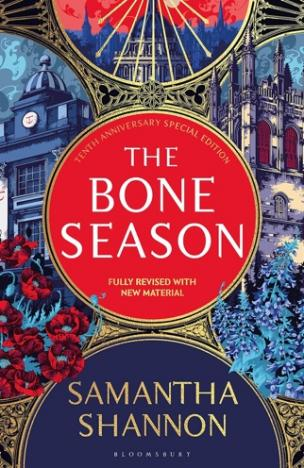 TENTH ANNIVERSARY SPECIAL EDITION
THE
BONE
SEASON
FULLY REVISED WITH
NEW MATERIAL
SAMANTHA
SHANNON
BLOOMSBURY